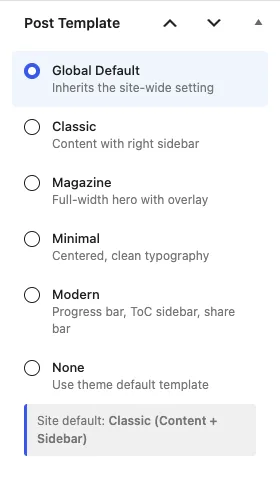 Post Template
Global Default
Inherits the site-wide setting
Classic
Content with right sidebar
Magazine
Full-width hero with overlay
Minimal
Centered, clean typography
Modern
Progress bar, ToC sidebar, share
bar
None
Use theme default template
Site default: Classic (Content +
Sidebar)